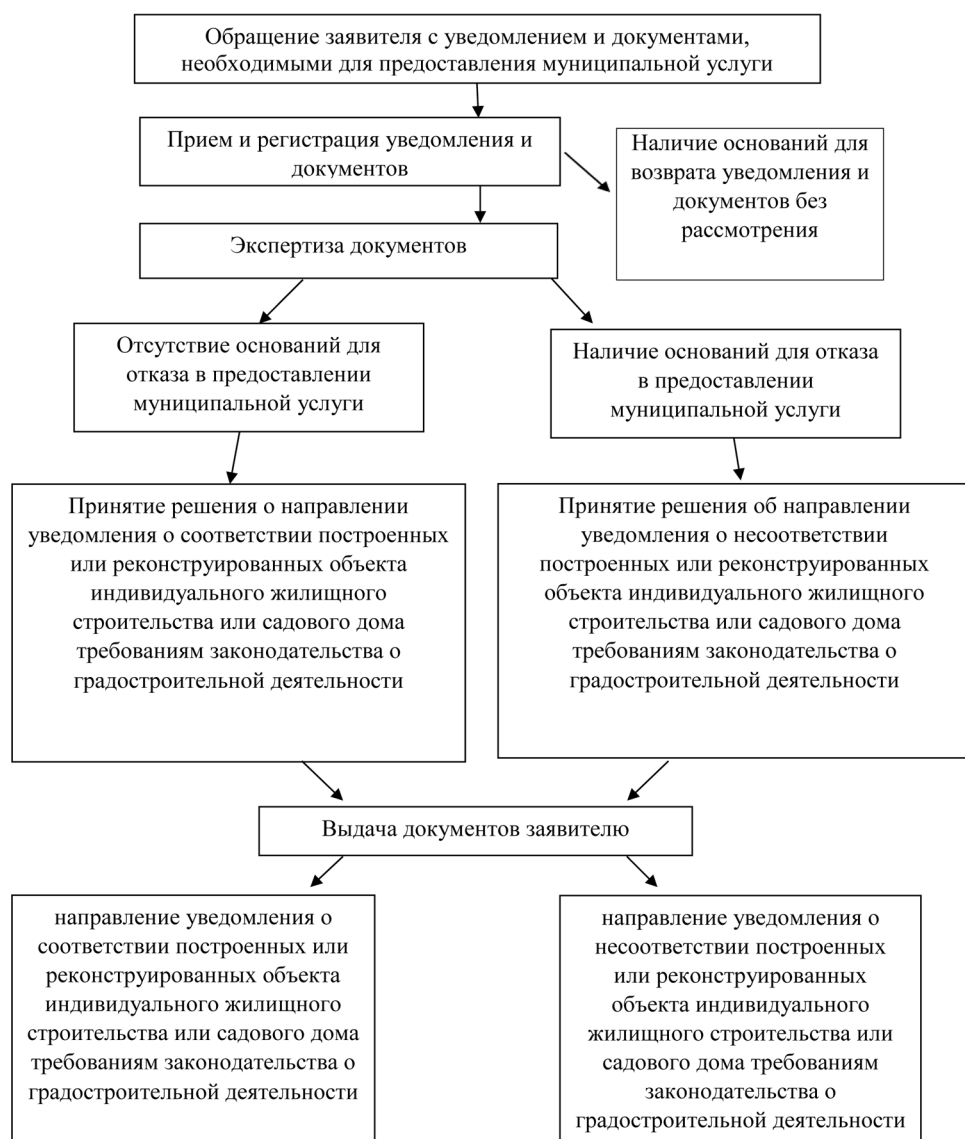 Обращение заявителя с уведомлением и документами,
необходимыми для предоставления муниципальной услуги
Прием и регистрация уведомления и
документов
Наличие оснований для
возврата уведомления и
документов без
рассмотрения
Экспертиза документов
Отсутствие оснований для
отказа в предоставлении
муниципальной услуги
Наличие оснований для отказа
в предоставлении
муниципальной услуги
Принятие решения о направлении
уведомления о соответствии построенных
или реконструированных объекта
индивидуального жилищного
строительства или садового дома
требованиям законодательства о
градостроительной деятельности
Принятие решения об направлении
уведомления о несоответствии
построенных или реконструированных
объекта индивидуального жилищного
строительства или садового дома
требованиям законодательства о
градостроительной деятельности
Выдача документов заявителю
направление уведомления о
соответствии построенных или
реконструированных объекта
индивидуального жилищного
строительства или садового дома
требованиям законодательства о
градостроительной деятельности
направление уведомления о
несоответствии построенных
или реконструированных
объекта индивидуального
жилищного строительства или
садового дома требованиям
законодательства о
градостроительной деятельности